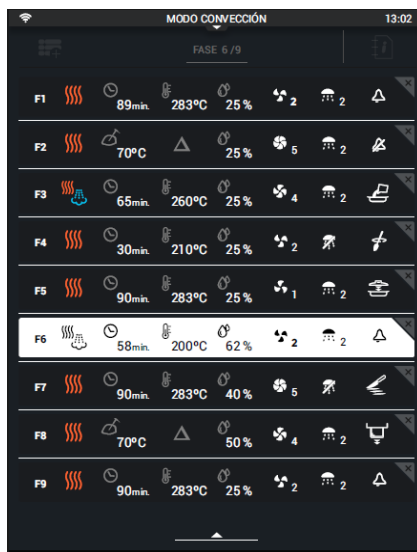 MODO CONVECCIÓN 13:02
FASE 6/9
F1 89min. 283ºC 25% 2 2
F2 70ºC 25% 5 2
F3 65min. 260ºC 25% 4 2
F4 30min. 210ºC 25% 2
F5 90min. 283ºC 25% 1 2
F6 58min. 200ºC 62% 2 2
F7 90min. 283ºC 40% 5
F8 70ºC 50% 4 2
F9 90min. 283ºC 25% 2 2